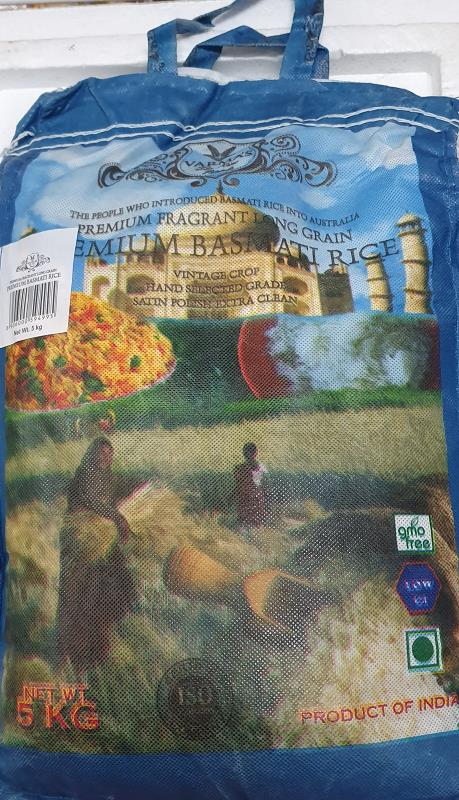 THE PEOPLE WHO INTRODUCED BASMATI RICE INTO AUSTRALIA
PREMIUM FRAGRANT LONG GRAIN
EMIUM BASMATI RICE
VINTAGE CROP
HAND SELECTED GRADE
SATIN POLISH EXTRA CLEAN
PREMIUM BASMATI RICE
Net Wt. 5 kg
gmo
free
LOW
GI
ISO
NET WT.
5 KG
PRODUCT OF INDIA